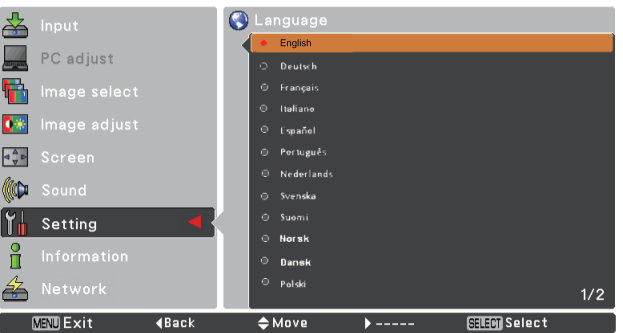 Input
PC adjust
Image select
Image adjust
Screen
Sound
Setting
Information
Network
Language
English
Deutsch
Français
Italiano
Español
Português
Nederlands
Svenska
Suomi
Norsk
Dansk
Polski
1/2
MENU Exit
Back
Move
-----
SELECT Select